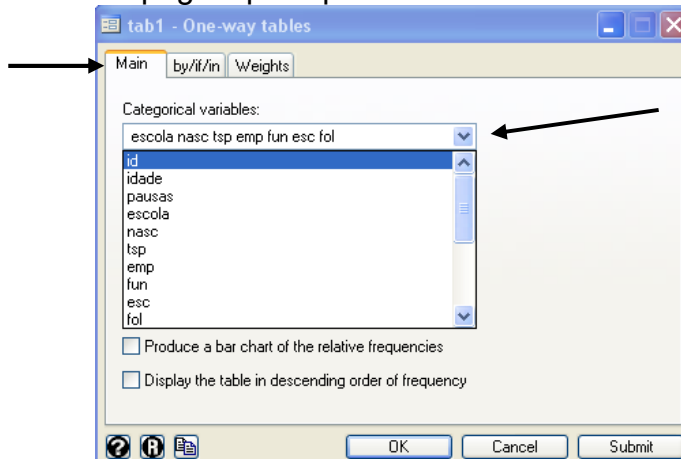 tab1 - One-way tables
Main by/if/in Weights
Categorical variables:
escola nasc tsp emp fun esc fol
id
idade
pausas
escola
nasc
tsp
emp
fun
esc
fol
Produce a bar chart of the relative frequencies
Display the table in descending order of frequency
? R OK Cancel Submit